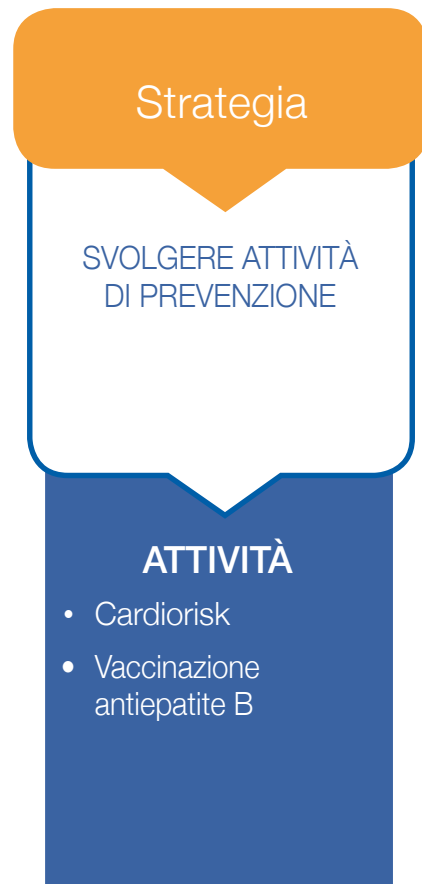 Strategia
SVOLGERE ATTIVITÀ
DI PREVENZIONE
ATTIVITÀ
• Cardiorisk
• Vaccinazione
antiepatite B